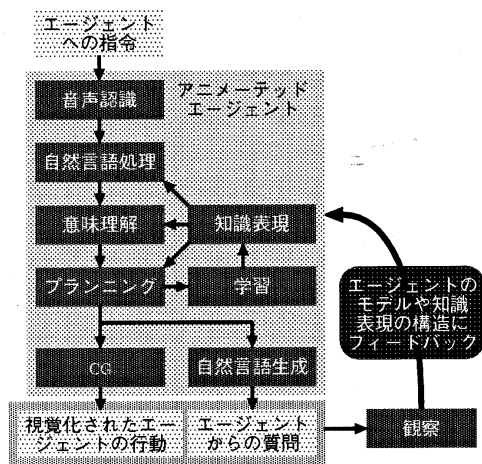 エージェント
への指令
アニメーテッド
エージェント
音声認識
自然言語処理
意味理解
知識表現
プランニング
学習
CG
自然言語生成
視覚化されたエー
ジェントの行動
エージェント
からの質問
観察
エージェントの
モデルや知識
表現の構造に
フィードバック